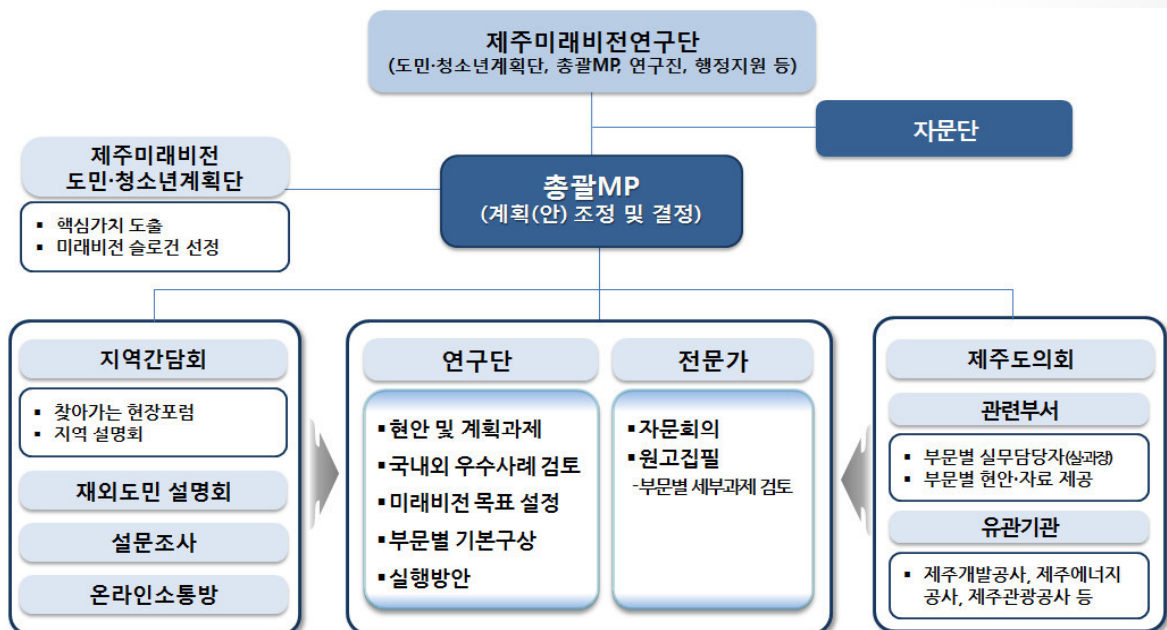 제주미래비전연구단
(도민·청소년계획단, 총괄MP, 연구진, 행정지원 등)
자문단
제주미래비전
도민·청소년계획단
▪ 핵심가치 도출
▪ 미래비전 슬로건 선정
총괄MP
(계획(안) 조정 및 결정)
지역간담회
▪ 찾아가는 현장포럼
▪ 지역 설명회
재외도민 설명회
설문조사
온라인소통방
연구단
▪현안 및 계획과제
▪국내외 우수사례 검토
▪미래비전 목표 설정
▪부문별 기본구상
▪실행방안
전문가
▪자문회의
▪원고집필
-부문별 세부과제 검토
제주도의회
관련부서
▪ 부문별 실무담당자(실과장)
▪ 부문별 현안·자료 제공
유관기관
▪ 제주개발공사, 제주에너지
공사, 제주관광공사 등